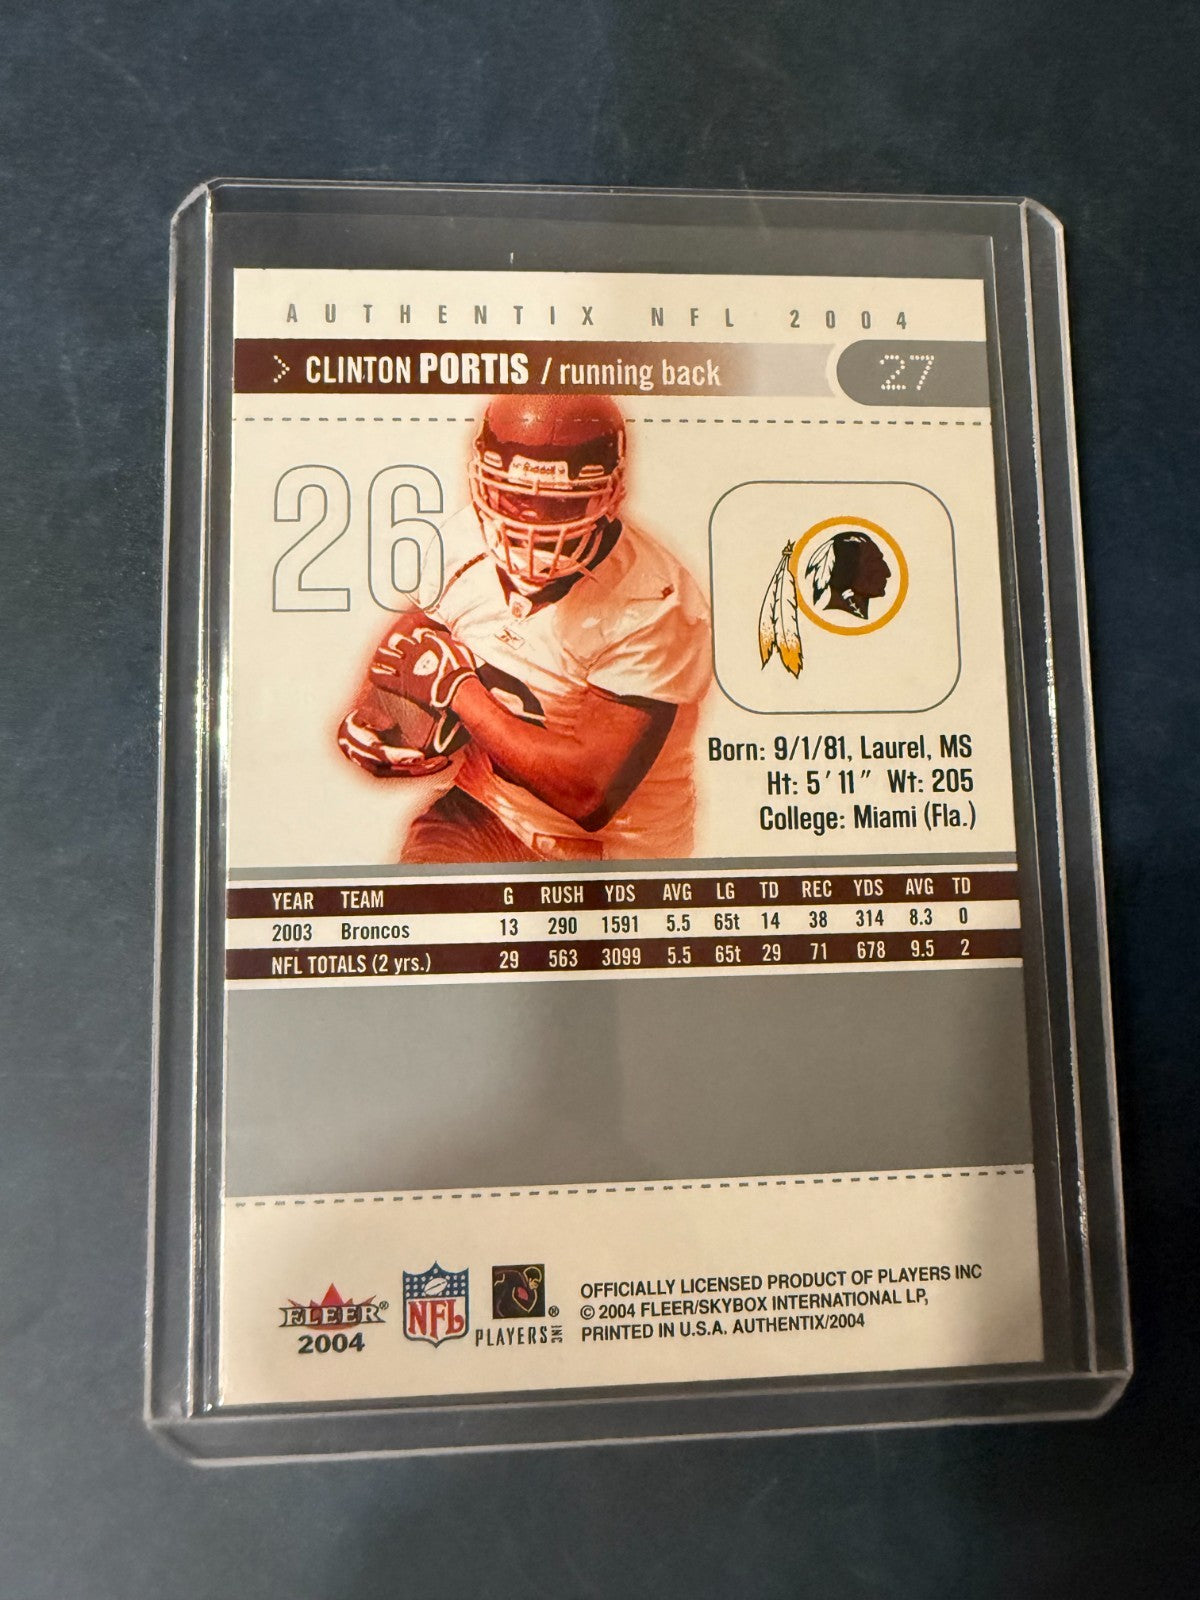 AUTHENTIX NFL 2004
CLINTON PORTIS / running back
27
26
Riddell
Born: 9/1/81, Laurel, MS
Ht: 5' 11" Wt: 205
College: Miami (Fla.)
YEAR TEAM G RUSH YDS AVG LG TD REC YDS AVG TD
2003 Broncos 13 290 1591 5.5 65t 14 38 314 8.3 0
NFL TOTALS (2 yrs.) 29 563 3099 5.5 65t 29 71 678 9.5 2
FLEER®
2004
NFL
PLAYERS INC ®
OFFICIALLY LICENSED PRODUCT OF PLAYERS INC
© 2004 FLEER/SKYBOX INTERNATIONAL LP,
PRINTED IN U.S.A. AUTHENTIX/2004